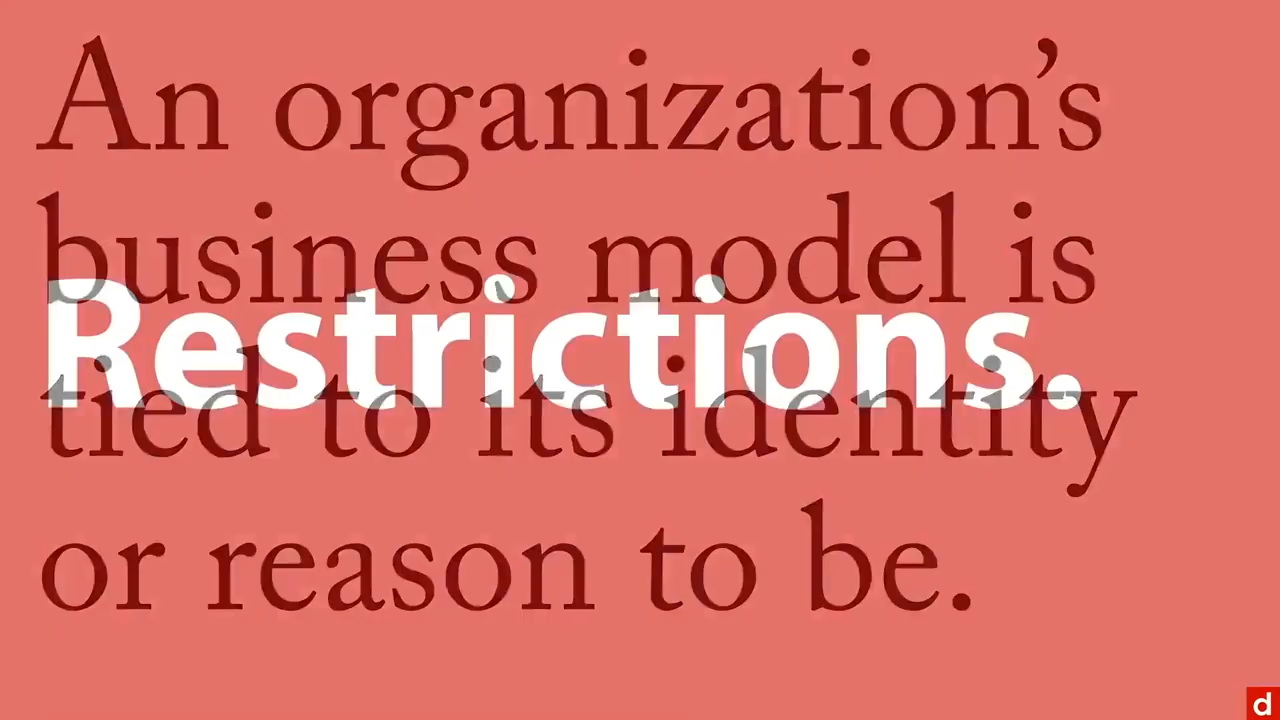 An organization’s
business model is
Restrictions.
tied to its identity
or reason to be.
d